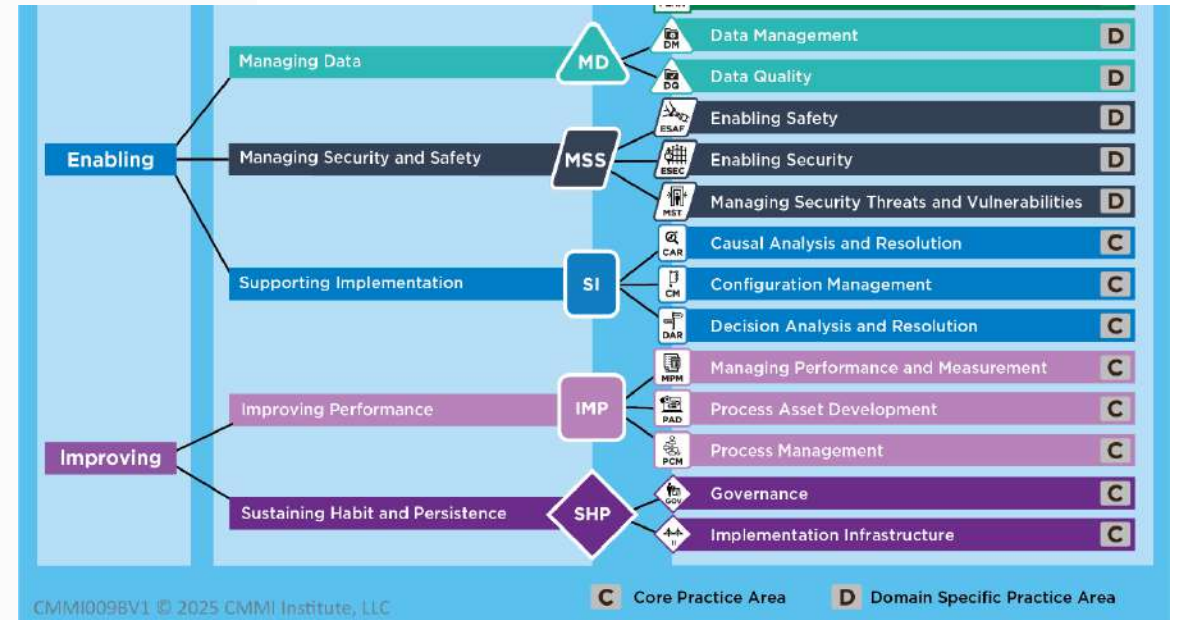 Data Management D
DM
Managing Data MD
Data Quality D
DQ
Enabling Safety D
ESAF
Enabling Managing Security and Safety MSS Enabling Security D
ESEC
Managing Security Threats and Vulnerabilities D
MST
Causal Analysis and Resolution C
CAR
Supporting Implementation SI Configuration Management C
CM
Decision Analysis and Resolution C
DAR
Managing Performance and Measurement C
MPM
Improving Performance IMP Process Asset Development C
PAD
Improving Process Management C
PCM
Governance C
GOV
Sustaining Habit and Persistence SHP
Implementation Infrastructure C
II
C Core Practice Area D Domain Specific Practice Area
CMMI009BV1 © 2025 CMMI Institute, LLC